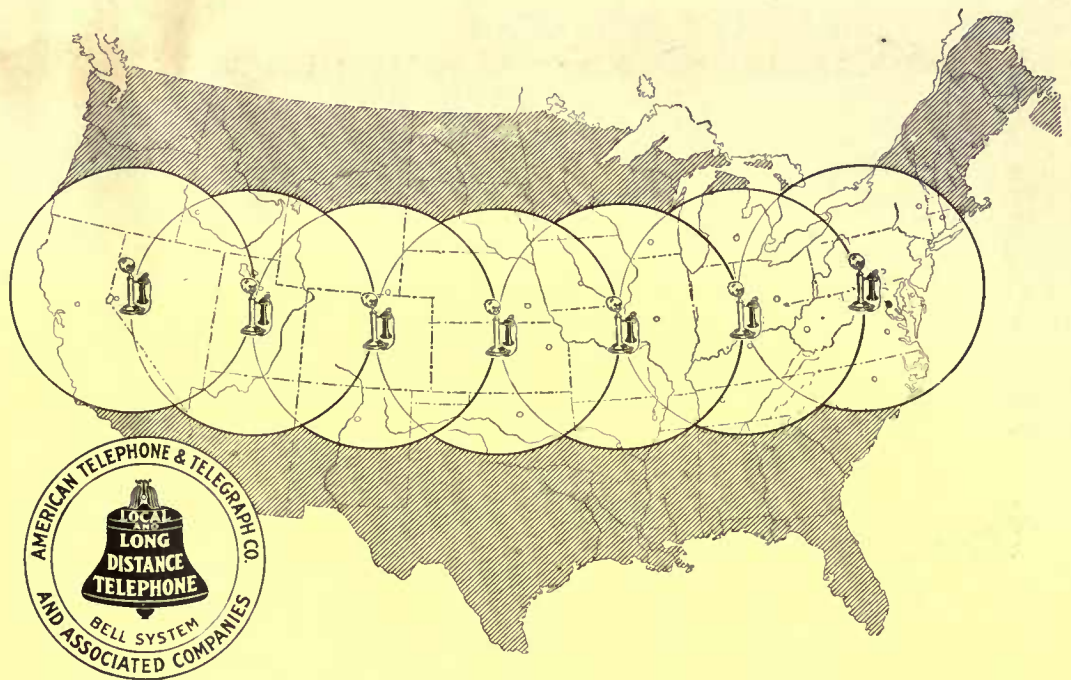 AMERICAN TELEPHONE & TELEGRAPH CO.
LOCAL
AND
LONG
DISTANCE
TELEPHONE
BELL SYSTEM
AND ASSOCIATED COMPANIES